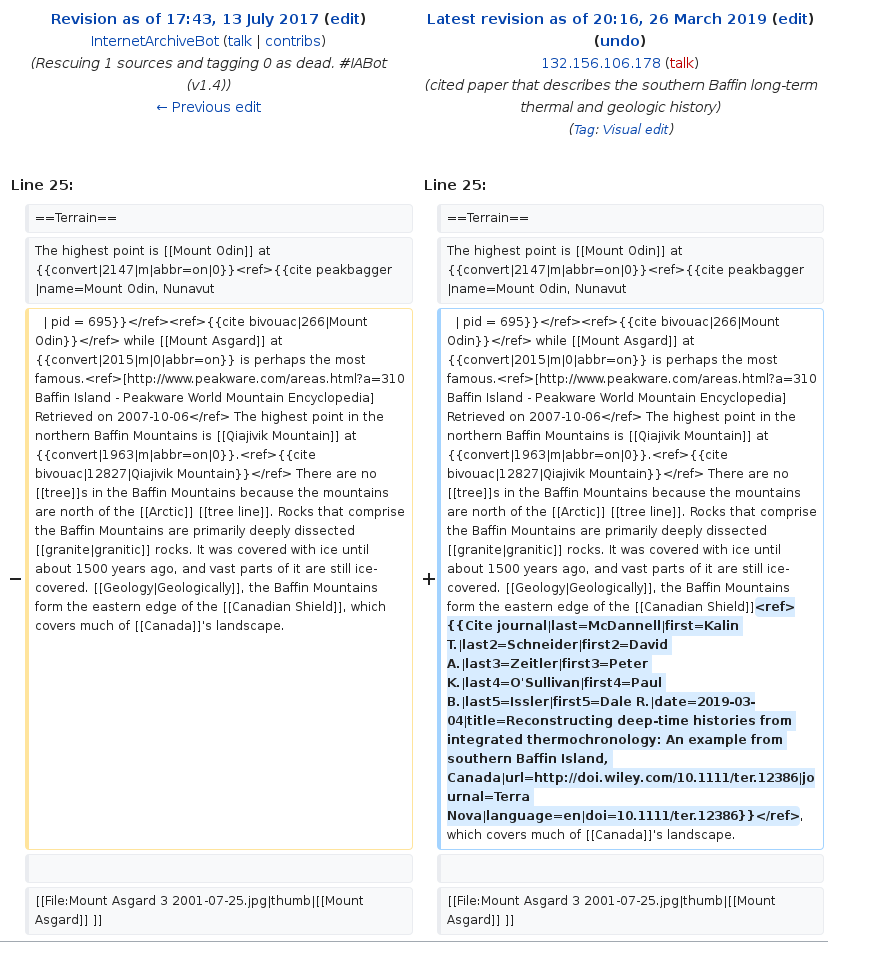 Revision as of 17:43, 13 July 2017 (edit)
InternetArchiveBot (talk | contribs)
(Rescuing 1 sources and tagging 0 as dead. #IABot
(v1.4))
← Previous edit
Latest revision as of 20:16, 26 March 2019 (edit)
(undo)
132.156.106.178 (talk)
(cited paper that describes the southern Baffin long-term
thermal and geologic history)
(Tag: Visual edit)
Line 25:
Line 25:
==Terrain==
==Terrain==
The highest point is [[Mount Odin]] at
{{convert|2147|m|abbr=on|0}}<ref>{{cite peakbagger
|name=Mount Odin, Nunavut
The highest point is [[Mount Odin]] at
{{convert|2147|m|abbr=on|0}}<ref>{{cite peakbagger
|name=Mount Odin, Nunavut
−
| pid = 695}}</ref><ref>{{cite bivouac|266|Mount
Odin}}</ref> while [[Mount Asgard]] at
{{convert|2015|m|0|abbr=on}} is perhaps the most
famous.<ref>[http://www.peakware.com/areas.html?a=310
Baffin Island - Peakware World Mountain Encyclopedia]
Retrieved on 2007-10-06</ref> The highest point in the
northern Baffin Mountains is [[Qiajivik Mountain]] at
{{convert|1963|m|abbr=on|0}}.<ref>{{cite
bivouac|12827|Qiajivik Mountain}}</ref> There are no
[[tree]]s in the Baffin Mountains because the mountains
are north of the [[Arctic]] [[tree line]]. Rocks that comprise
the Baffin Mountains are primarily deeply dissected
[[granite|granitic]] rocks. It was covered with ice until
about 1500 years ago, and vast parts of it are still ice-
covered. [[Geology|Geologically]], the Baffin Mountains
form the eastern edge of the [[Canadian Shield]], which
covers much of [[Canada]]'s landscape.
+
| pid = 695}}</ref><ref>{{cite bivouac|266|Mount
Odin}}</ref> while [[Mount Asgard]] at
{{convert|2015|m|0|abbr=on}} is perhaps the most
famous.<ref>[http://www.peakware.com/areas.html?a=310
Baffin Island - Peakware World Mountain Encyclopedia]
Retrieved on 2007-10-06</ref> The highest point in the
northern Baffin Mountains is [[Qiajivik Mountain]] at
{{convert|1963|m|abbr=on|0}}.<ref>{{cite
bivouac|12827|Qiajivik Mountain}}</ref> There are no
[[tree]]s in the Baffin Mountains because the mountains
are north of the [[Arctic]] [[tree line]]. Rocks that comprise
the Baffin Mountains are primarily deeply dissected
[[granite|granitic]] rocks. It was covered with ice until
about 1500 years ago, and vast parts of it are still ice-
covered. [[Geology|Geologically]], the Baffin Mountains
form the eastern edge of the [[Canadian Shield]]<ref>
{{Cite journal|last=McDannell|first=Kalin
T.|last2=Schneider|first2=David
A.|last3=Zeitler|first3=Peter
K.|last4=O'Sullivan|first4=Paul
B.|last5=Issler|first5=Dale R.|date=2019-03-
04|title=Reconstructing deep-time histories from
integrated thermochronology: An example from
southern Baffin Island,
Canada|url=http://doi.wiley.com/10.1111/ter.12386|jo
urnal=Terra
Nova|language=en|doi=10.1111/ter.12386}}</ref>,
which covers much of [[Canada]]'s landscape.
[[File:Mount Asgard 3 2001-07-25.jpg|thumb|[[Mount
Asgard]] ]]
[[File:Mount Asgard 3 2001-07-25.jpg|thumb|[[Mount
Asgard]] ]]